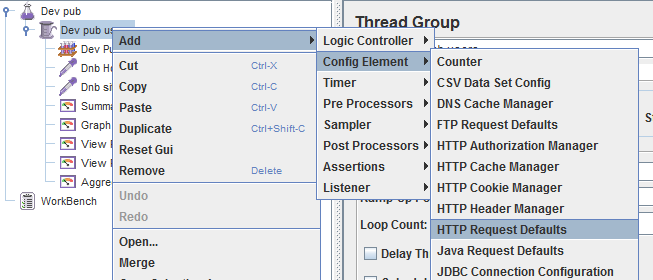 Dev pub
Dev pub us
Dev Pu
Dnb H
Dnb si
Summa
Graph
View
View
Aggre
WorkBench
Add
Cut Ctrl-X
Copy Ctrl-C
Paste Ctrl-V
Duplicate Ctrl+Shift-C
Reset Gui
Remove Delete
Undo
Redo
Open...
Merge
Logic Controller
Config Element
Timer
Pre Processors
Sampler
Post Processors
Assertions
Listener
Counter
CSV Data Set Config
DNS Cache Manager
FTP Request Defaults
HTTP Authorization Manager
HTTP Cache Manager
HTTP Cookie Manager
HTTP Header Manager
HTTP Request Defaults
Java Request Defaults
JDBC Connection Configuration
Thread Group
Loop Count:
Delay Th